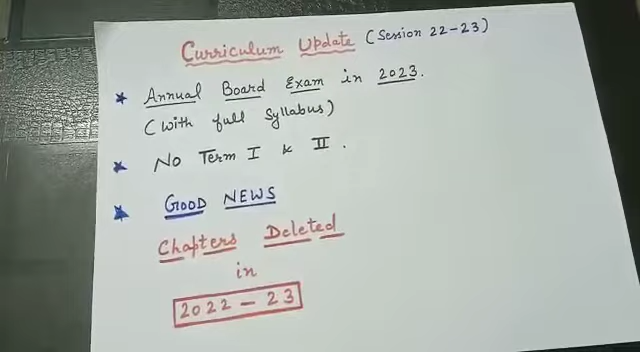 Curriculum Update (Session 22-23)
★ Annual Board Exam in 2023.
(with full Syllabus)
★ No Term I & II.
★ GOOD NEWS
Chapters Deleted
in
2022 - 23